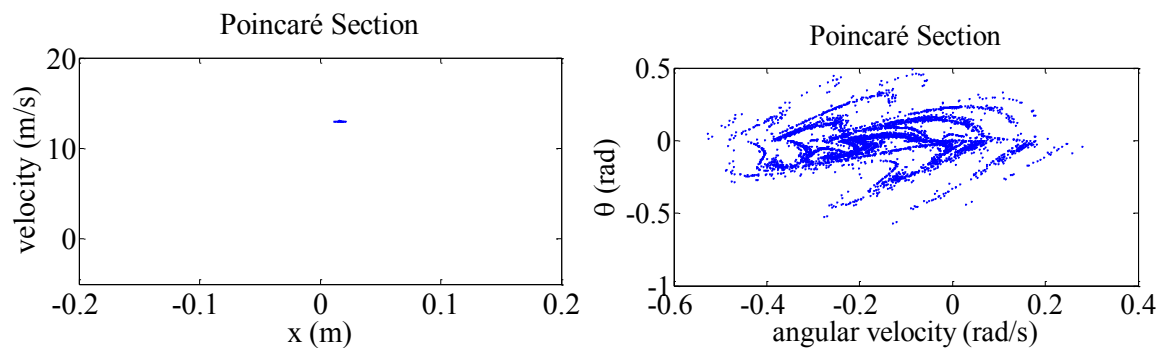 Poincaré Section
20
10
0
velocity (m/s)
-0.2 -0.1 0 0.1 0.2
x (m)
Poincaré Section
0.5
0
-0.5
-1
θ (rad)
-0.6 -0.4 -0.2 0 0.2 0.4
angular velocity (rad/s)